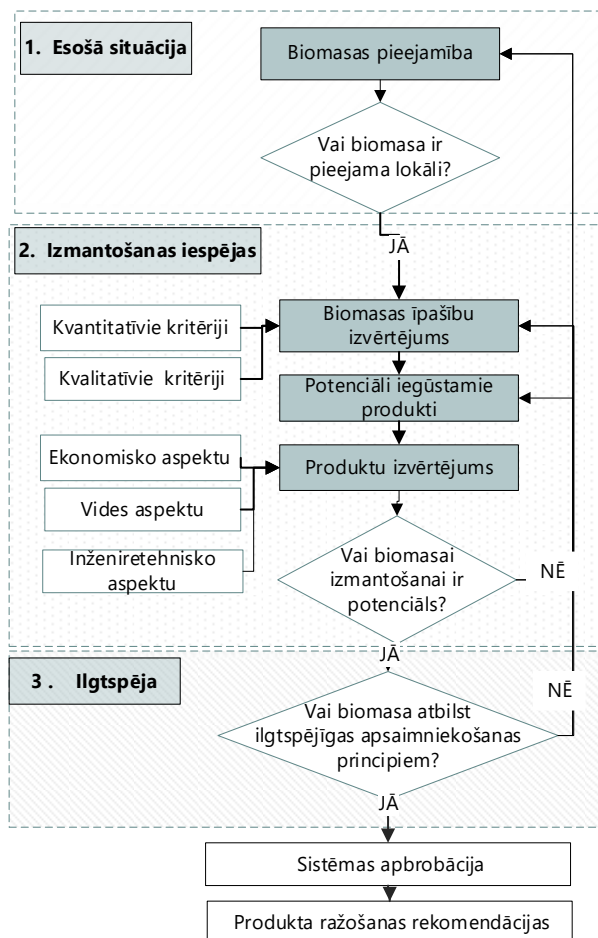 1. Esošā situācija
Biomasas pieejamība
Vai biomasa ir
pieejama lokāli?
JĀ
2. Izmantošanas iespējas
Kvantitatīvie kritēriji
Kvalitatīvie kritēriji
Biomasas īpašību
izvērtējums
Potenciāli iegūstamie
produkti
Ekonomisko aspektu
Vides aspektu
Inženiretehnisko
aspektu
Produktu izvērtējums
Vai biomasai
izmantošanai ir
potenciāls?
NĒ
JĀ
3. Ilgtspēja
NĒ
Vai biomasa atbilst
ilgtspējīgas apsaimniekošanas
principiem?
JĀ
Sistēmas apbrobācija
Produkta ražošanas rekomendācijas